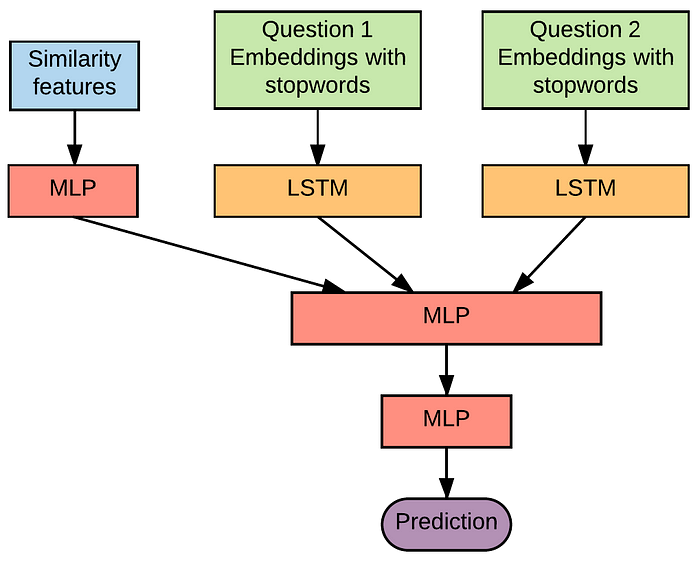 Similarity
features
Question 1
Embeddings with
stopwords
Question 2
Embeddings with
stopwords
MLP
LSTM
LSTM
MLP
MLP
Prediction